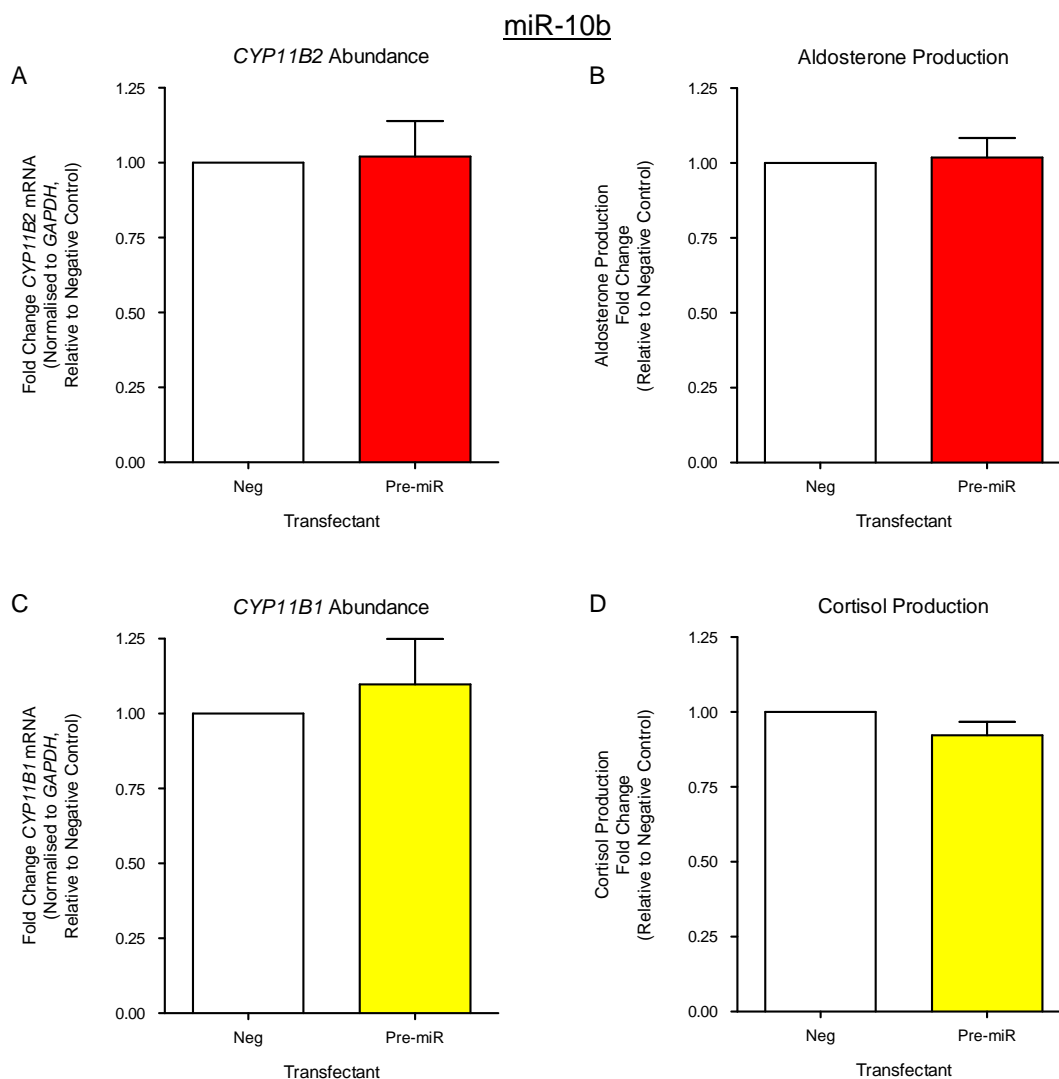 miR-10b
A
CYP11B2 Abundance
Fold Change CYP11B2 mRNA
(Normalised to GAPDH,
Relative to Negative Control)
1.25
1.00
0.75
0.50
0.25
0.00
Neg
Pre-miR
Transfectant
B
Aldosterone Production
Aldosterone Production
Fold Change
(Relative to Negative Control)
1.25
1.00
0.75
0.50
0.25
0.00
Neg
Pre-miR
Transfectant
C
CYP11B1 Abundance
Fold Change CYP11B1 mRNA
(Normalised to GAPDH,
Relative to Negative Control)
1.25
1.00
0.75
0.50
0.25
0.00
Neg
Pre-miR
Transfectant
D
Cortisol Production
Cortisol Production
Fold Change
(Relative to Negative Control)
1.25
1.00
0.75
0.50
0.25
0.00
Neg
Pre-miR
Transfectant